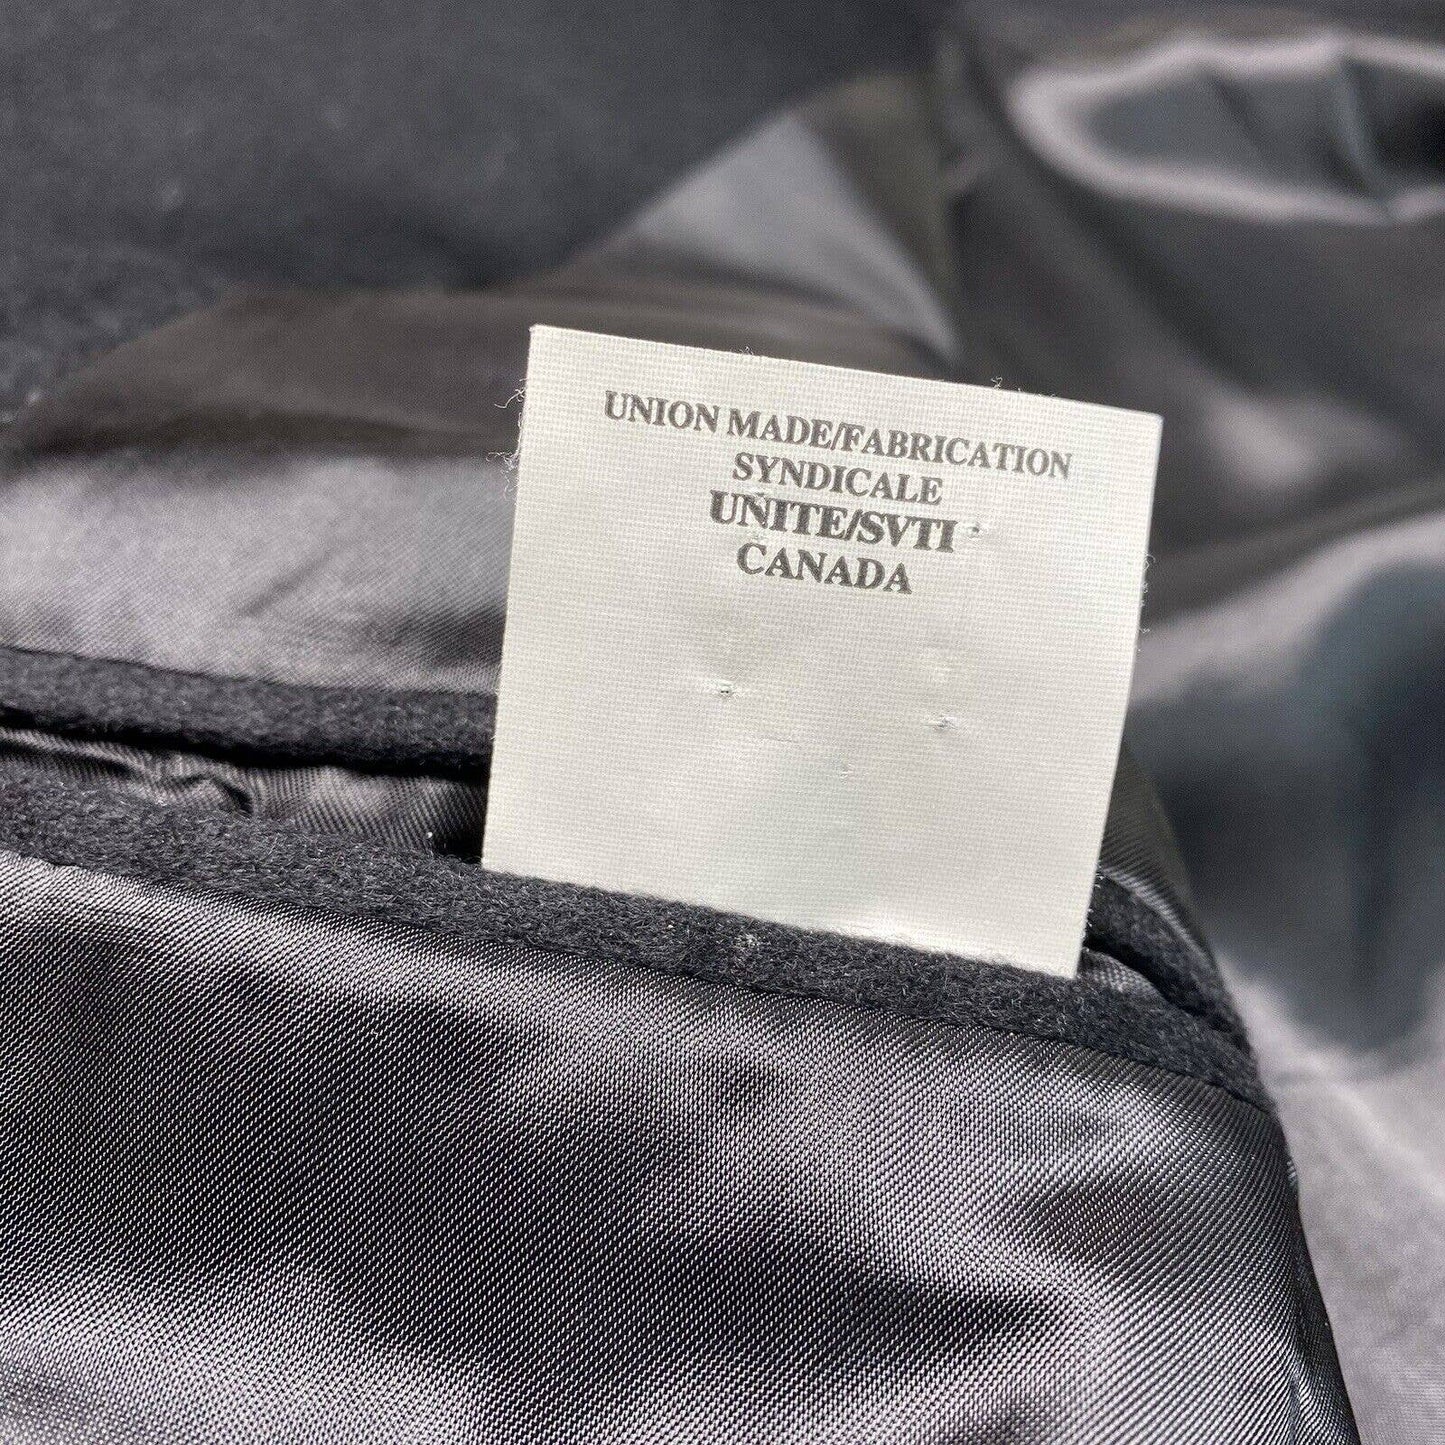 UNION MADE/FABRICATION
SYNDICALE
UNITE/SVTI
CANADA